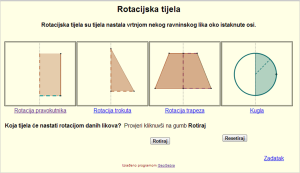 Rotacijska tijela
Rotacijska tijela su tijela nastala vrtnjom nekog ravninskog lika oko istaknute osi.
Rotacija pravokutnika Rotacija trokuta Rotacija trapeza Kugla
Koja tijela će nastati rotacijom danih likova? Provjeri kliknuvši na gumb Rotiraj
Rotiraj Resetiraj
Zadatak
Izrađeno programom GeoGebra